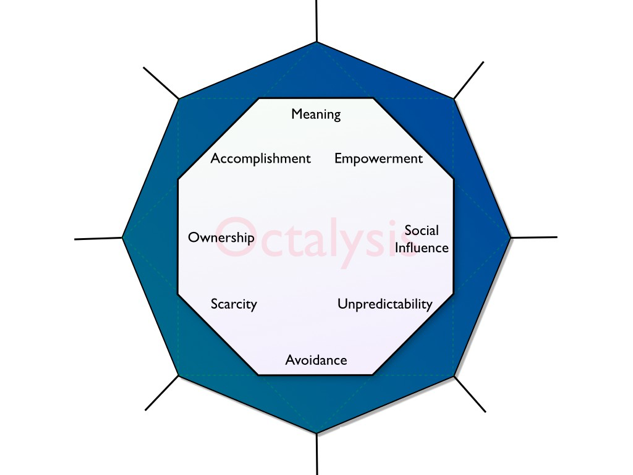 Meaning
Accomplishment
Empowerment
Octalysis
Ownership
Social
Influence
Scarcity
Unpredictability
Avoidance